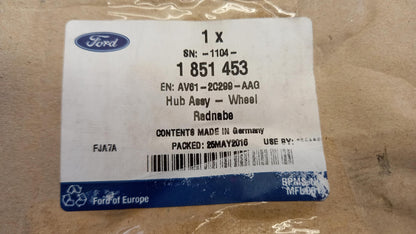 Ford
1 x
SN: -1104-
1 851 453
EN: AV61-2C299-AAG
Hub Assy - Wheel
Radnabe
CONTENTS MADE IN Germany
FJA7A
PACKED: 25MAY2016 USE BY:
Ford of Europe